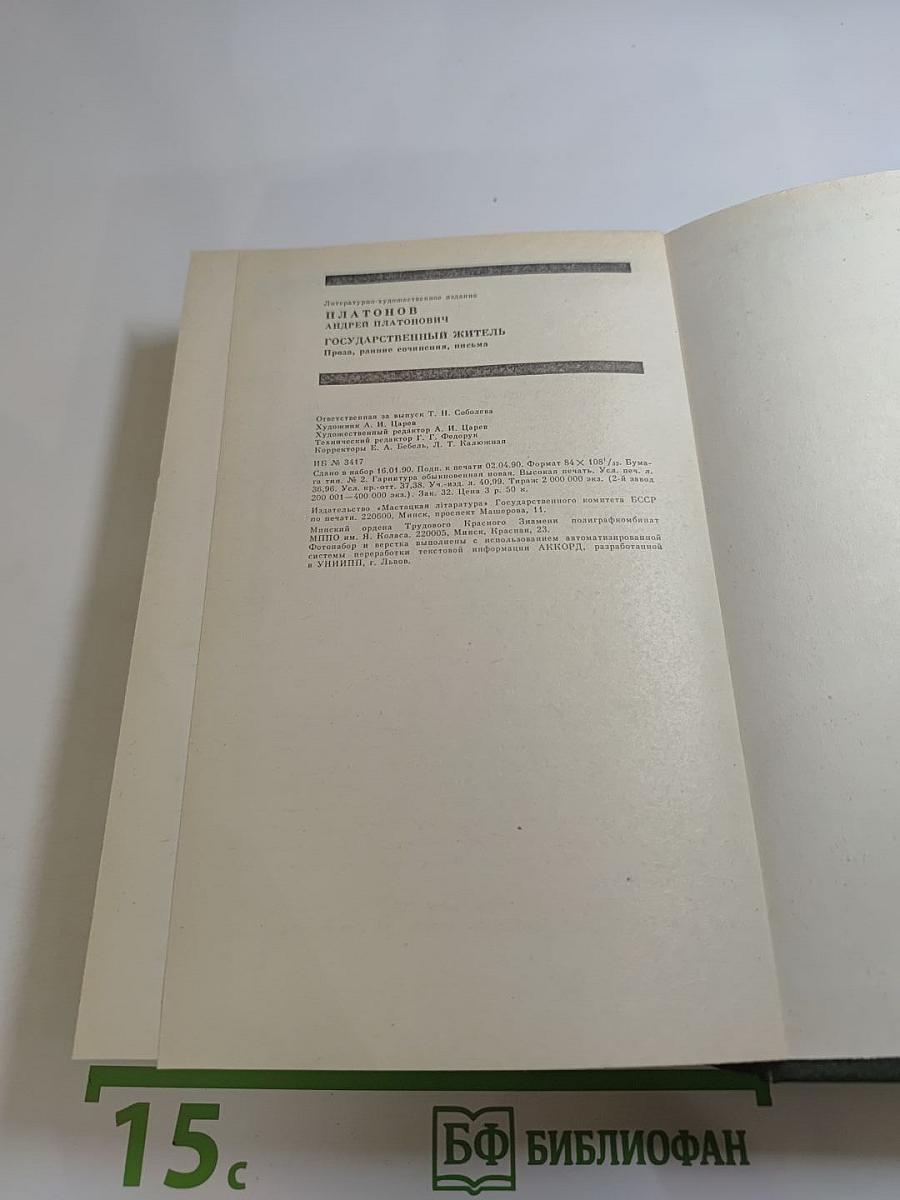 Литературно-художественное издание
ПЛАТОНОВ
АНДРЕЙ ПЛАТОНОВИЧ
ГОСУДАРСТВЕННЫЙ ЖИТЕЛЬ
Проза, ранние сочинения, письма
Ответственная за выпуск Т. Н. Соболева
Художник А. И. Царев
Художественный редактор А. И. Царев
Технический редактор Г. Г. Федорук
Корректоры Е. А. Бебель, Л. Т. Калюжная
ИБ № 3417
Сдано в набор 16.01.90. Подп. к печати 02.04.90. Формат 84 × 108¹/₃₂. Бума-
га тип. № 2. Гарнитура обыкновенная новая. Высокая печать. Усл. печ. л.
36,96. Усл. кр.-отт. 37,38. Уч.-изд. л. 40,99. Тираж 2 000 000 экз. (2-й завод
200 001—400 000 экз.). Зак. 32. Цена 3 р. 50 к.
Издательство «Мастацкая літаратура» Государственного комитета БССР
по печати. 220600, Минск, проспект Машерова, 11.
Минский ордена Трудового Красного Знамени полиграфкомбинат
МППО им. Я. Коласа. 220005, Минск, Красная, 23.
Фотонабор и верстка выполнены с использованием автоматизированной
системы переработки текстовой информации АККОРД, разработанной
в УНИИПП, г. Львов.
15 с
БФ БИБЛИОФАН